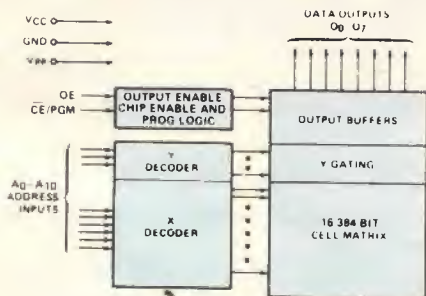 VCC
GND
VPP
OE
CE/PGM
OUTPUT ENABLE
CHIP ENABLE AND
PROG LOGIC
DATA OUTPUTS
O0 O7
OUTPUT BUFFERS
A0-A10
ADDRESS
INPUTS
Y
DECODER
X
DECODER
Y GATING
16 384 BIT
CELL MATRIX